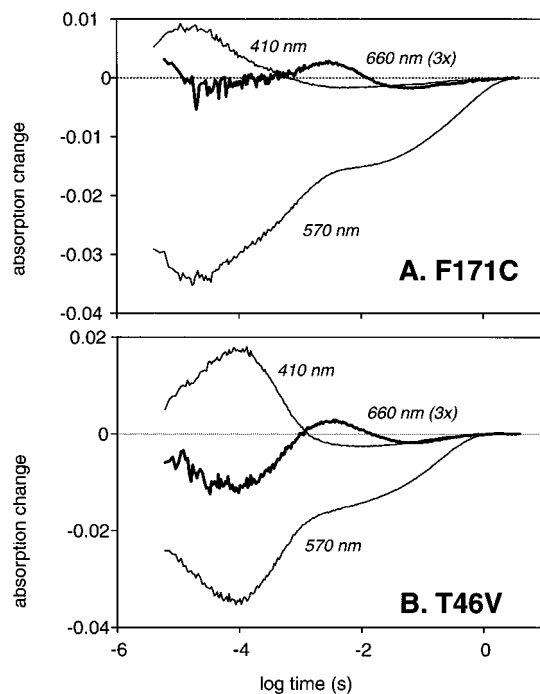 0.01
410 nm
660 nm (3x)
0
-0.01
absorption change
-0.02
570 nm
-0.03
A. F171C
-0.04
0.02
410 nm
660 nm (3x)
0
absorption change
-0.02
570 nm
B. T46V
-0.04
-6 -4 -2 0
log time (s)